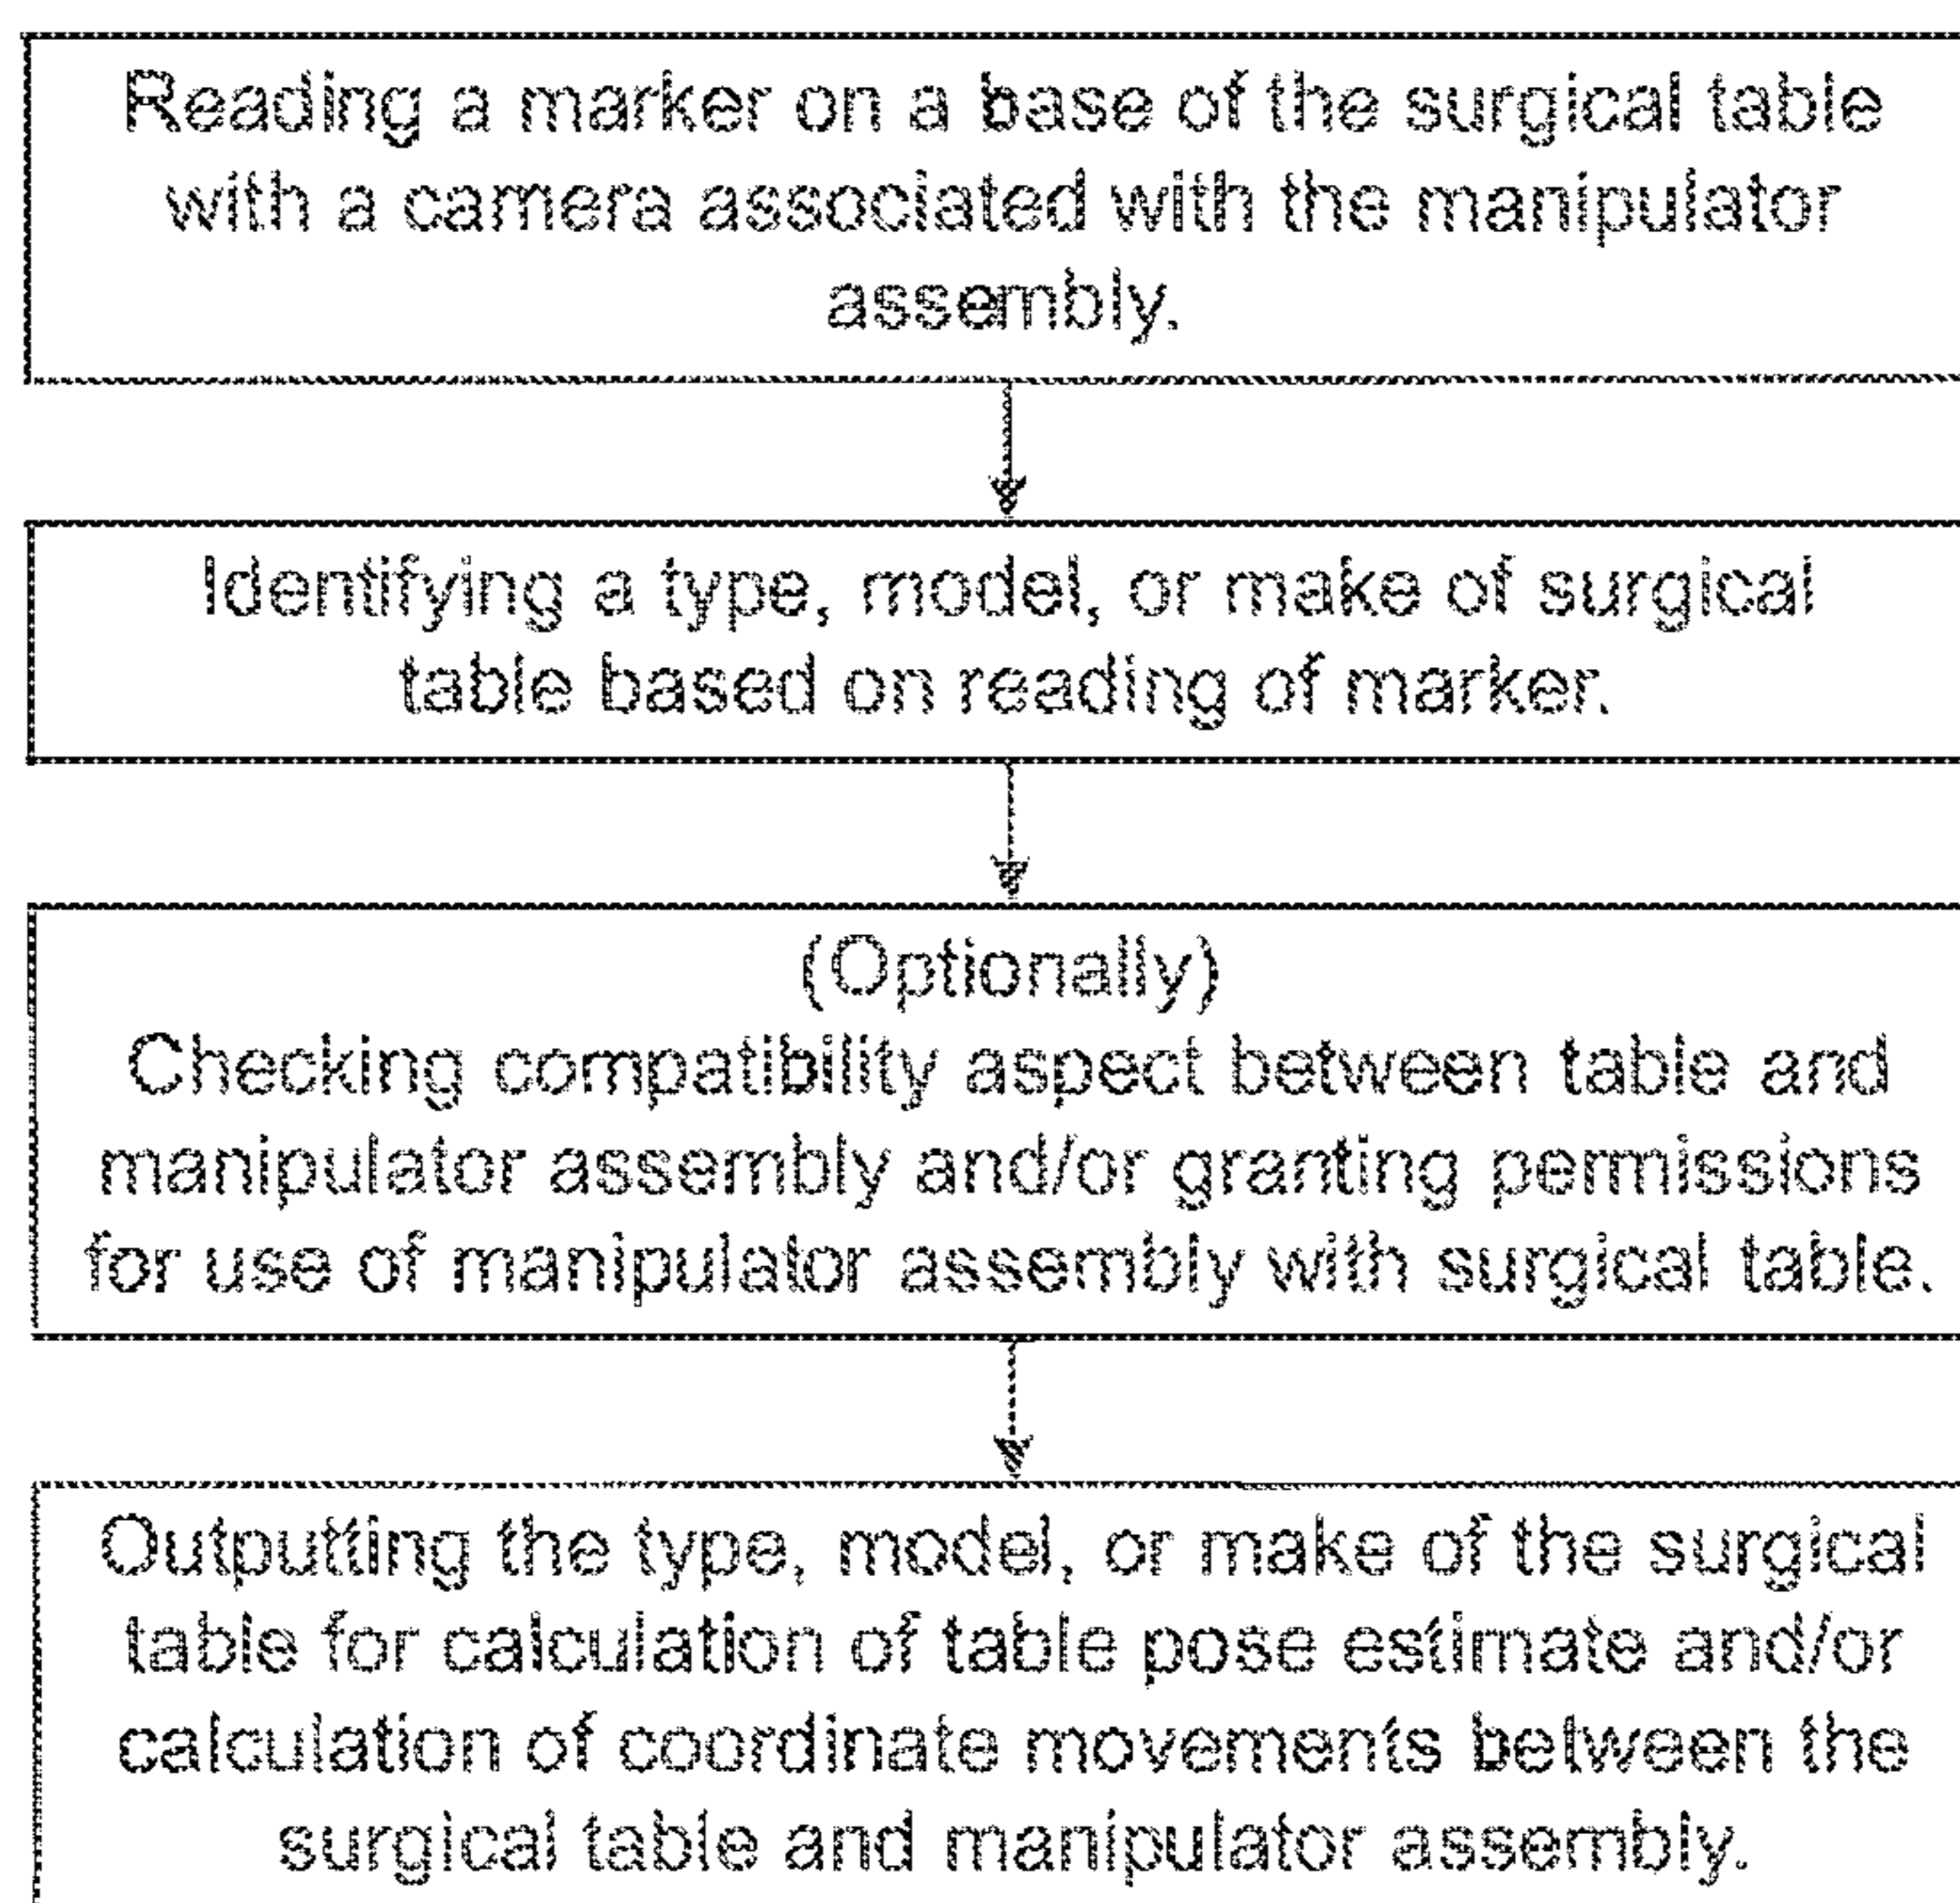 Reading a marker on a base of the surgical table
with a camera associated with the manipulator
assembly.
Identifying a type, model, or make of surgical
table based on reading of marker.
(Optionally)
Checking compatibility aspect between table and
manipulator assembly and/or granting permissions
for use of manipulator assembly with surgical table.
Outputting the type, model, or make of the surgical
table for calculation of table pose estimate and/or
calculation of coordinate movements between the
surgical table and manipulator assembly.